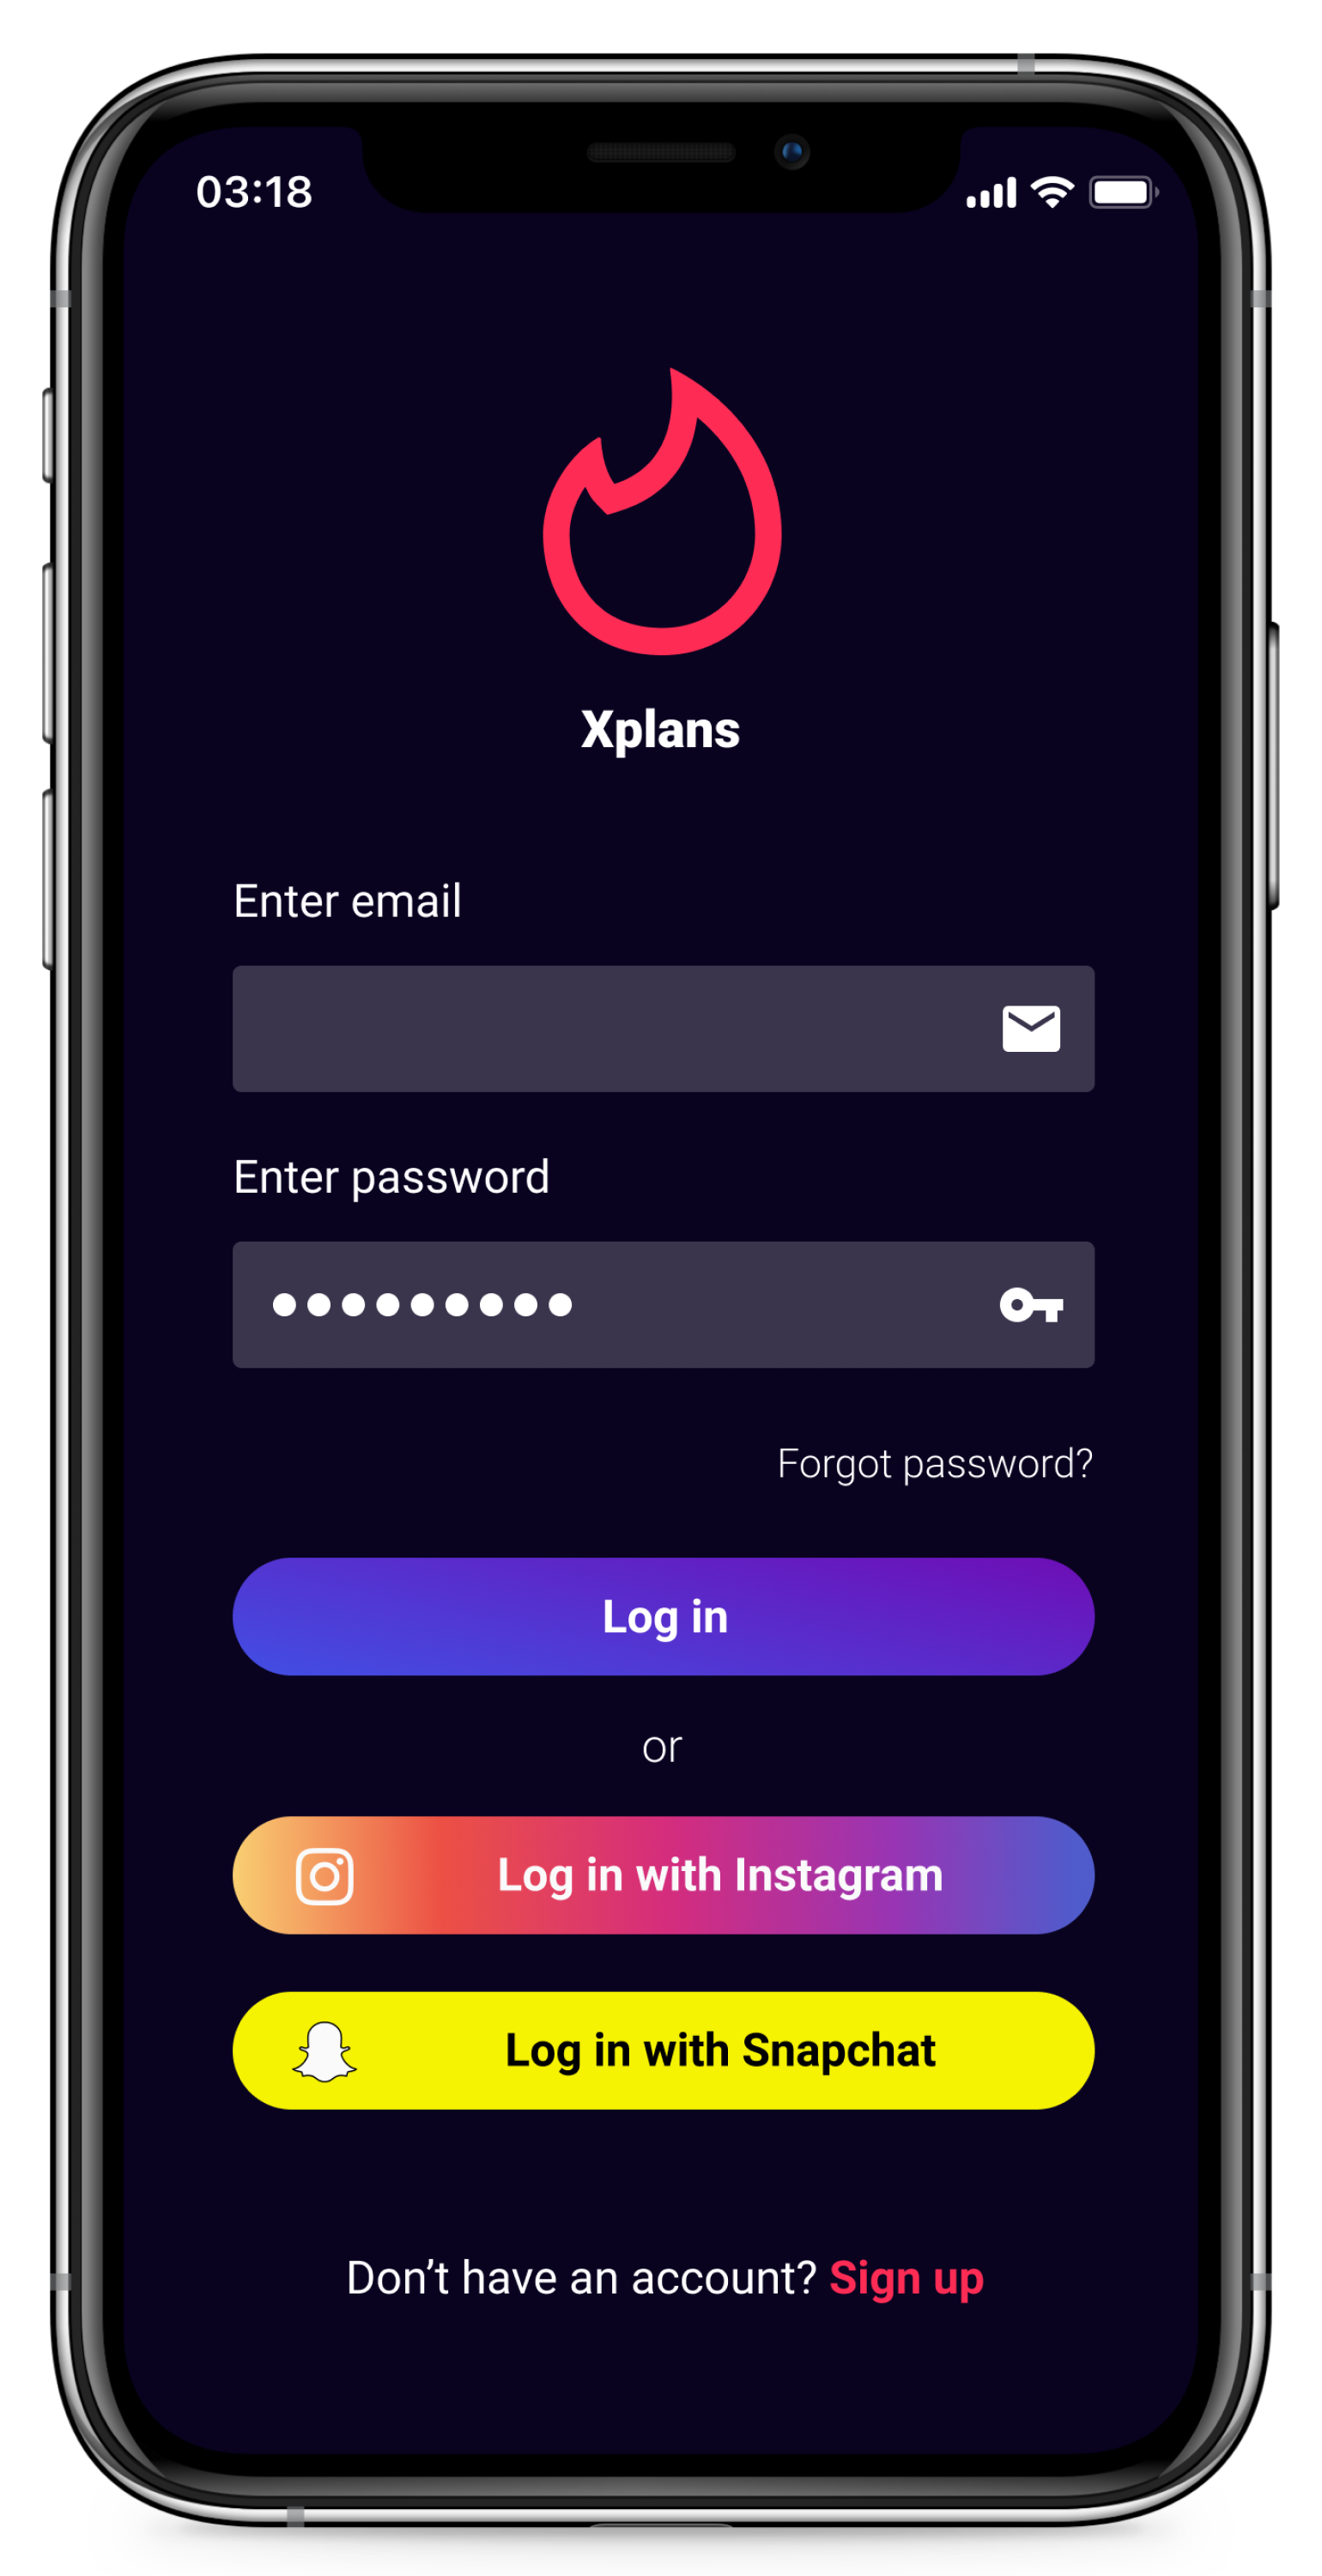 03:18
Xplans
Enter email
Enter password
Forgot password?
Log in
or
Log in with Instagram
Log in with Snapchat
Don’t have an account? Sign up